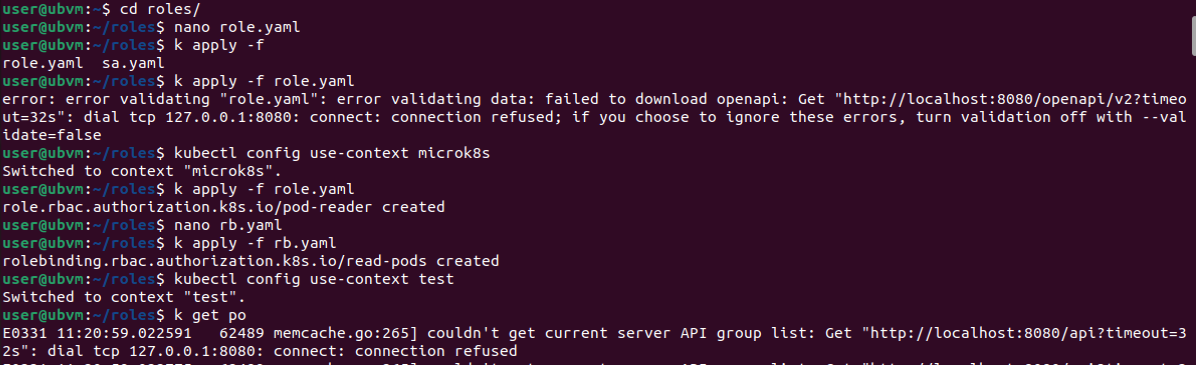 user@ubvm:~$ cd roles/
user@ubvm:~/roles$ nano role.yaml
user@ubvm:~/roles$ k apply -f
role.yaml  sa.yaml
user@ubvm:~/roles$ k apply -f role.yaml
error: error validating "role.yaml": error validating data: failed to download openapi: Get "http://localhost:8080/openapi/v2?timeo
ut=32s": dial tcp 127.0.0.1:8080: connect: connection refused; if you choose to ignore these errors, turn validation off with --val
idate=false
user@ubvm:~/roles$ kubectl config use-context microk8s
Switched to context "microk8s".
user@ubvm:~/roles$ k apply -f role.yaml
role.rbac.authorization.k8s.io/pod-reader created
user@ubvm:~/roles$ nano rb.yaml
user@ubvm:~/roles$ k apply -f rb.yaml
rolebinding.rbac.authorization.k8s.io/read-pods created
user@ubvm:~/roles$ kubectl config use-context test
Switched to context "test".
user@ubvm:~/roles$ k get po
E0331 11:20:59.022591   62489 memcache.go:265] couldn't get current server API group list: Get "http://localhost:8080/api?timeout=3
2s": dial tcp 127.0.0.1:8080: connect: connection refused